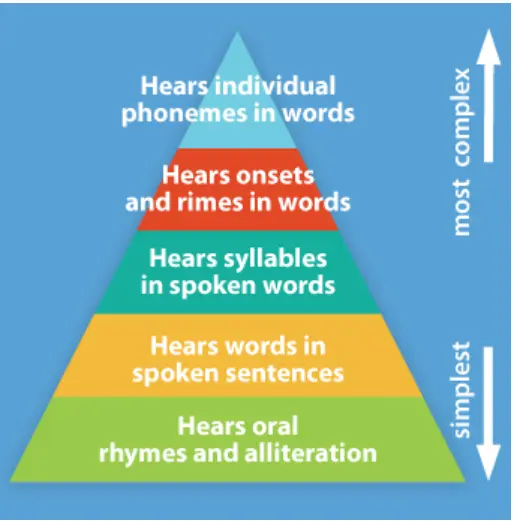 Hears individual
phonemes in words
Hears onsets
and rimes in words
Hears syllables
in spoken words
Hears words in
spoken sentences
Hears oral
rhymes and alliteration
most complex
simplest